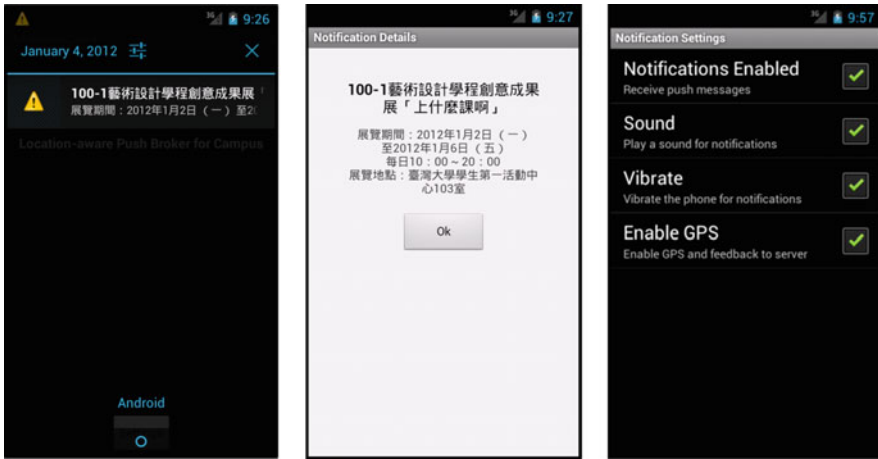 3G 9:26
January 4, 2012
100-1藝術設計學程創意成果展「
展覽期間：2012年1月2日（一）至20
Location-aware Push Broker for Campus
Android
3G 9:27
Notification Details
100-1藝術設計學程創意成果
展「上什麼課啊」
展覽期間：2012年1月2日（一）
至2012年1月6日（五）
每日10：00～20：00
展覽地點：臺灣大學學生第一活動中
心103室
Ok
3G 9:57
Notification Settings
Notifications Enabled
Receive push messages
Sound
Play a sound for notifications
Vibrate
Vibrate the phone for notifications
Enable GPS
Enable GPS and feedback to server